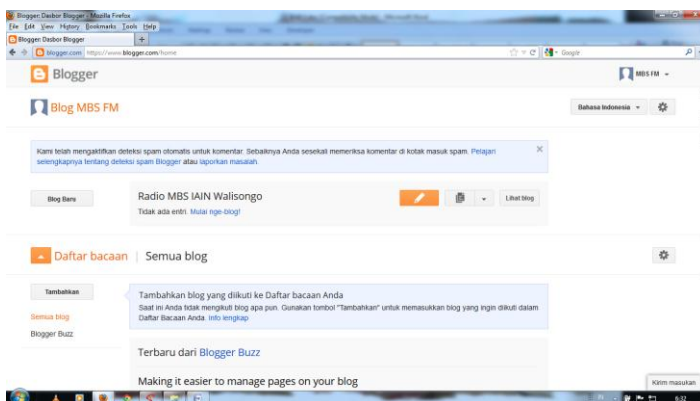 Blogger: Dasbor Blogger - Mozilla Firefox
File Edit View History Bookmarks Tools Help
Blogger: Dasbor Blogger
blogger.com https://www.blogger.com/home
Google
Blogger
MBS FM
Blog MBS FM
Bahasa Indonesia
Kami telah mengaktifkan deteksi spam otomatis untuk komentar. Sebaiknya Anda sesekali memeriksa komentar di kotak masuk spam. Pelajari
selengkapnya tentang deteksi spam Blogger atau laporkan masalah.
Blog Baru
Radio MBS IAIN Walisongo
Lihat blog
Tidak ada entri. Mulai nge-blog!
Daftar bacaan | Semua blog
Tambahkan
Tambahkan blog yang diikuti ke Daftar bacaan Anda
Saat ini Anda tidak mengikuti blog apa pun. Gunakan tombol "Tambahkan" untuk memasukkan blog yang ingin diikuti dalam
Daftar Bacaan Anda. Info lengkap
Semua blog
Blogger Buzz
Terbaru dari Blogger Buzz
Making it easier to manage pages on your blog
Kirim masukan
6:32